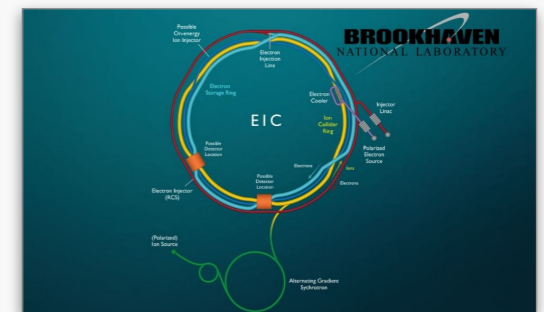 BROOKHAVEN
NATIONAL LABORATORY
Possible
On-energy
Ion Injector
Electron
Injection
Line
Electron
Storage Ring
Electron
Cooler
EIC
Ion
Collider
Ring
Injector
Linac
Polarized
Electron
Source
Possible
Detector
Location
Possible
Detector
Location
Electrons
Ions
Electrons
Electron Injector
(RCS)
(Polarized)
Ion Source
Alternating Gradient
Synchrotron